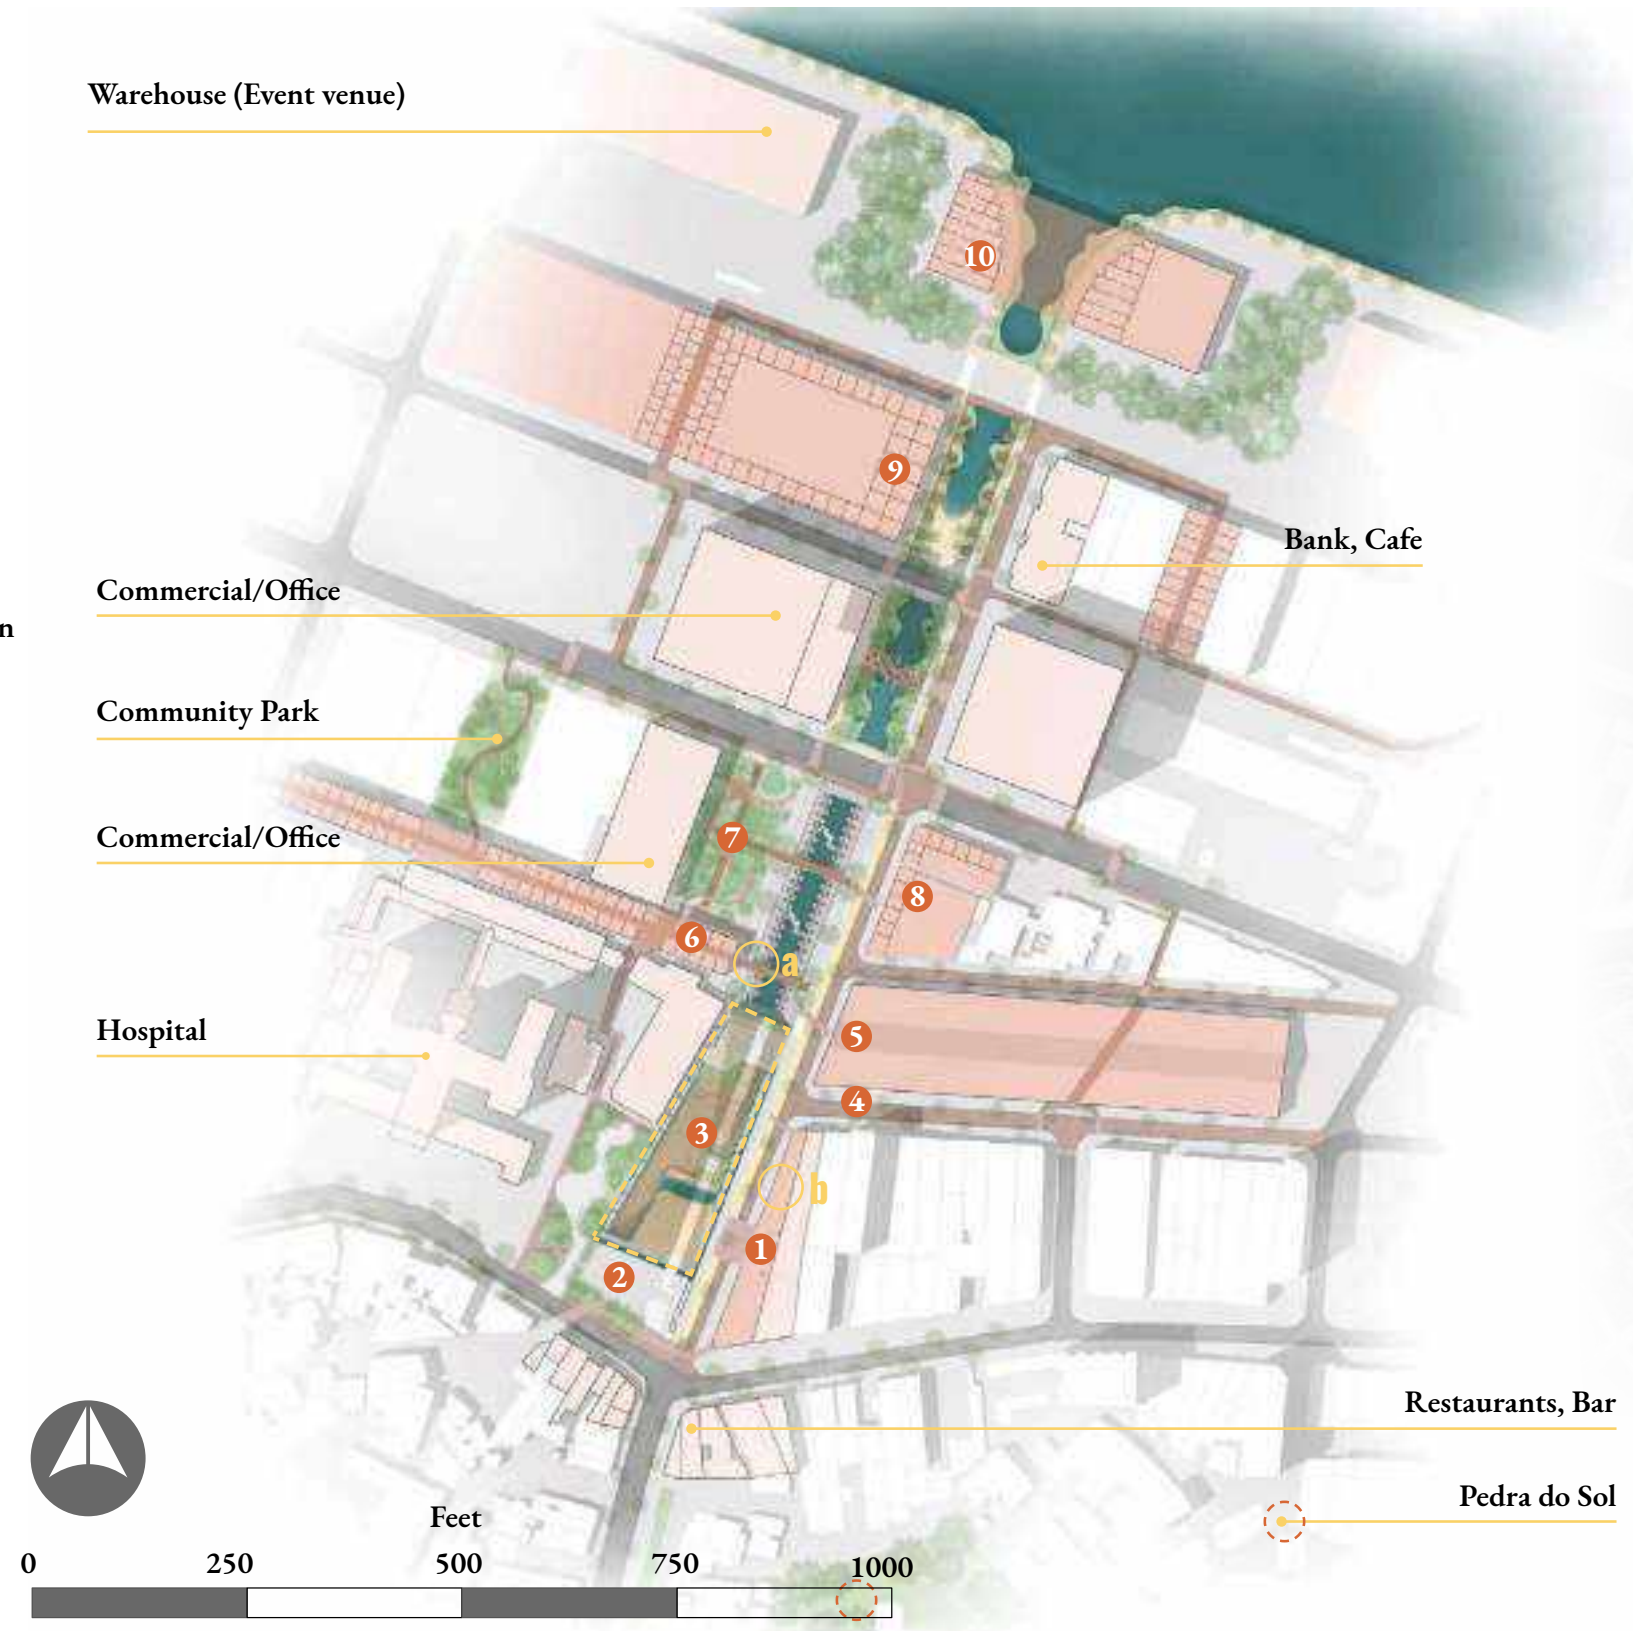 Warehouse (Event venue)
10
9
Bank, Cafe
Commercial/Office
n
Community Park
7
Commercial/Office
8
6
a
Hospital
5
4
3
b
1
2
Restaurants, Bar
Pedra do Sol
Feet
0 250 500 750 1000